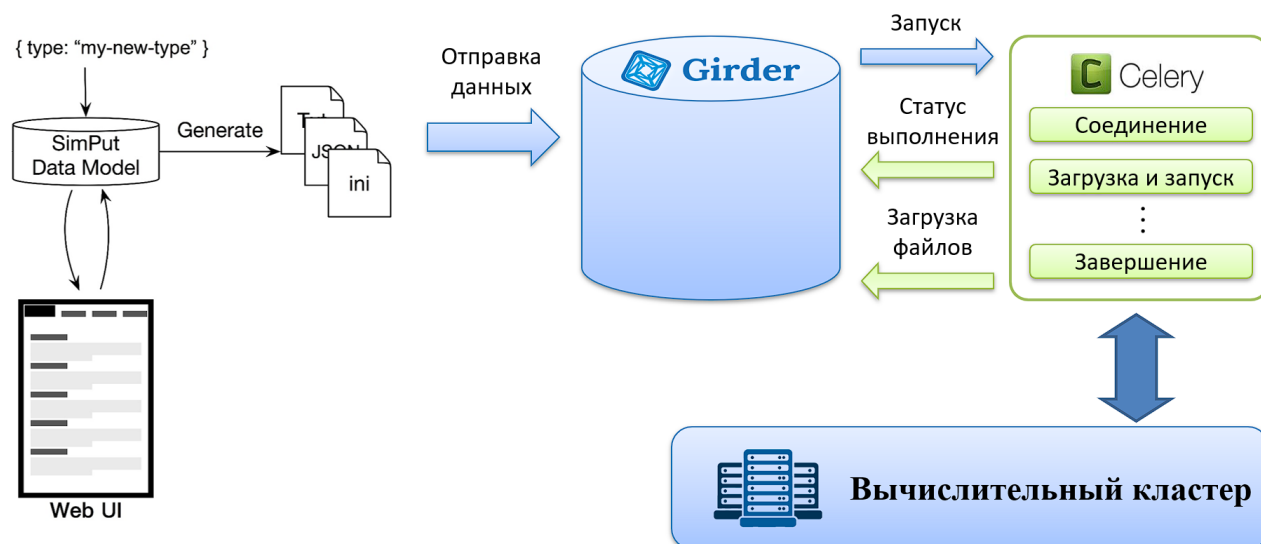 { type: “my-new-type” }
SimPut
Data Model
Generate
JSON
ini
Web UI
Отправка
данных
Girder
Запуск
Статус
выполнения
Загрузка
файлов
C Celery
Соединение
Загрузка и запуск
Завершение
Вычислительный кластер